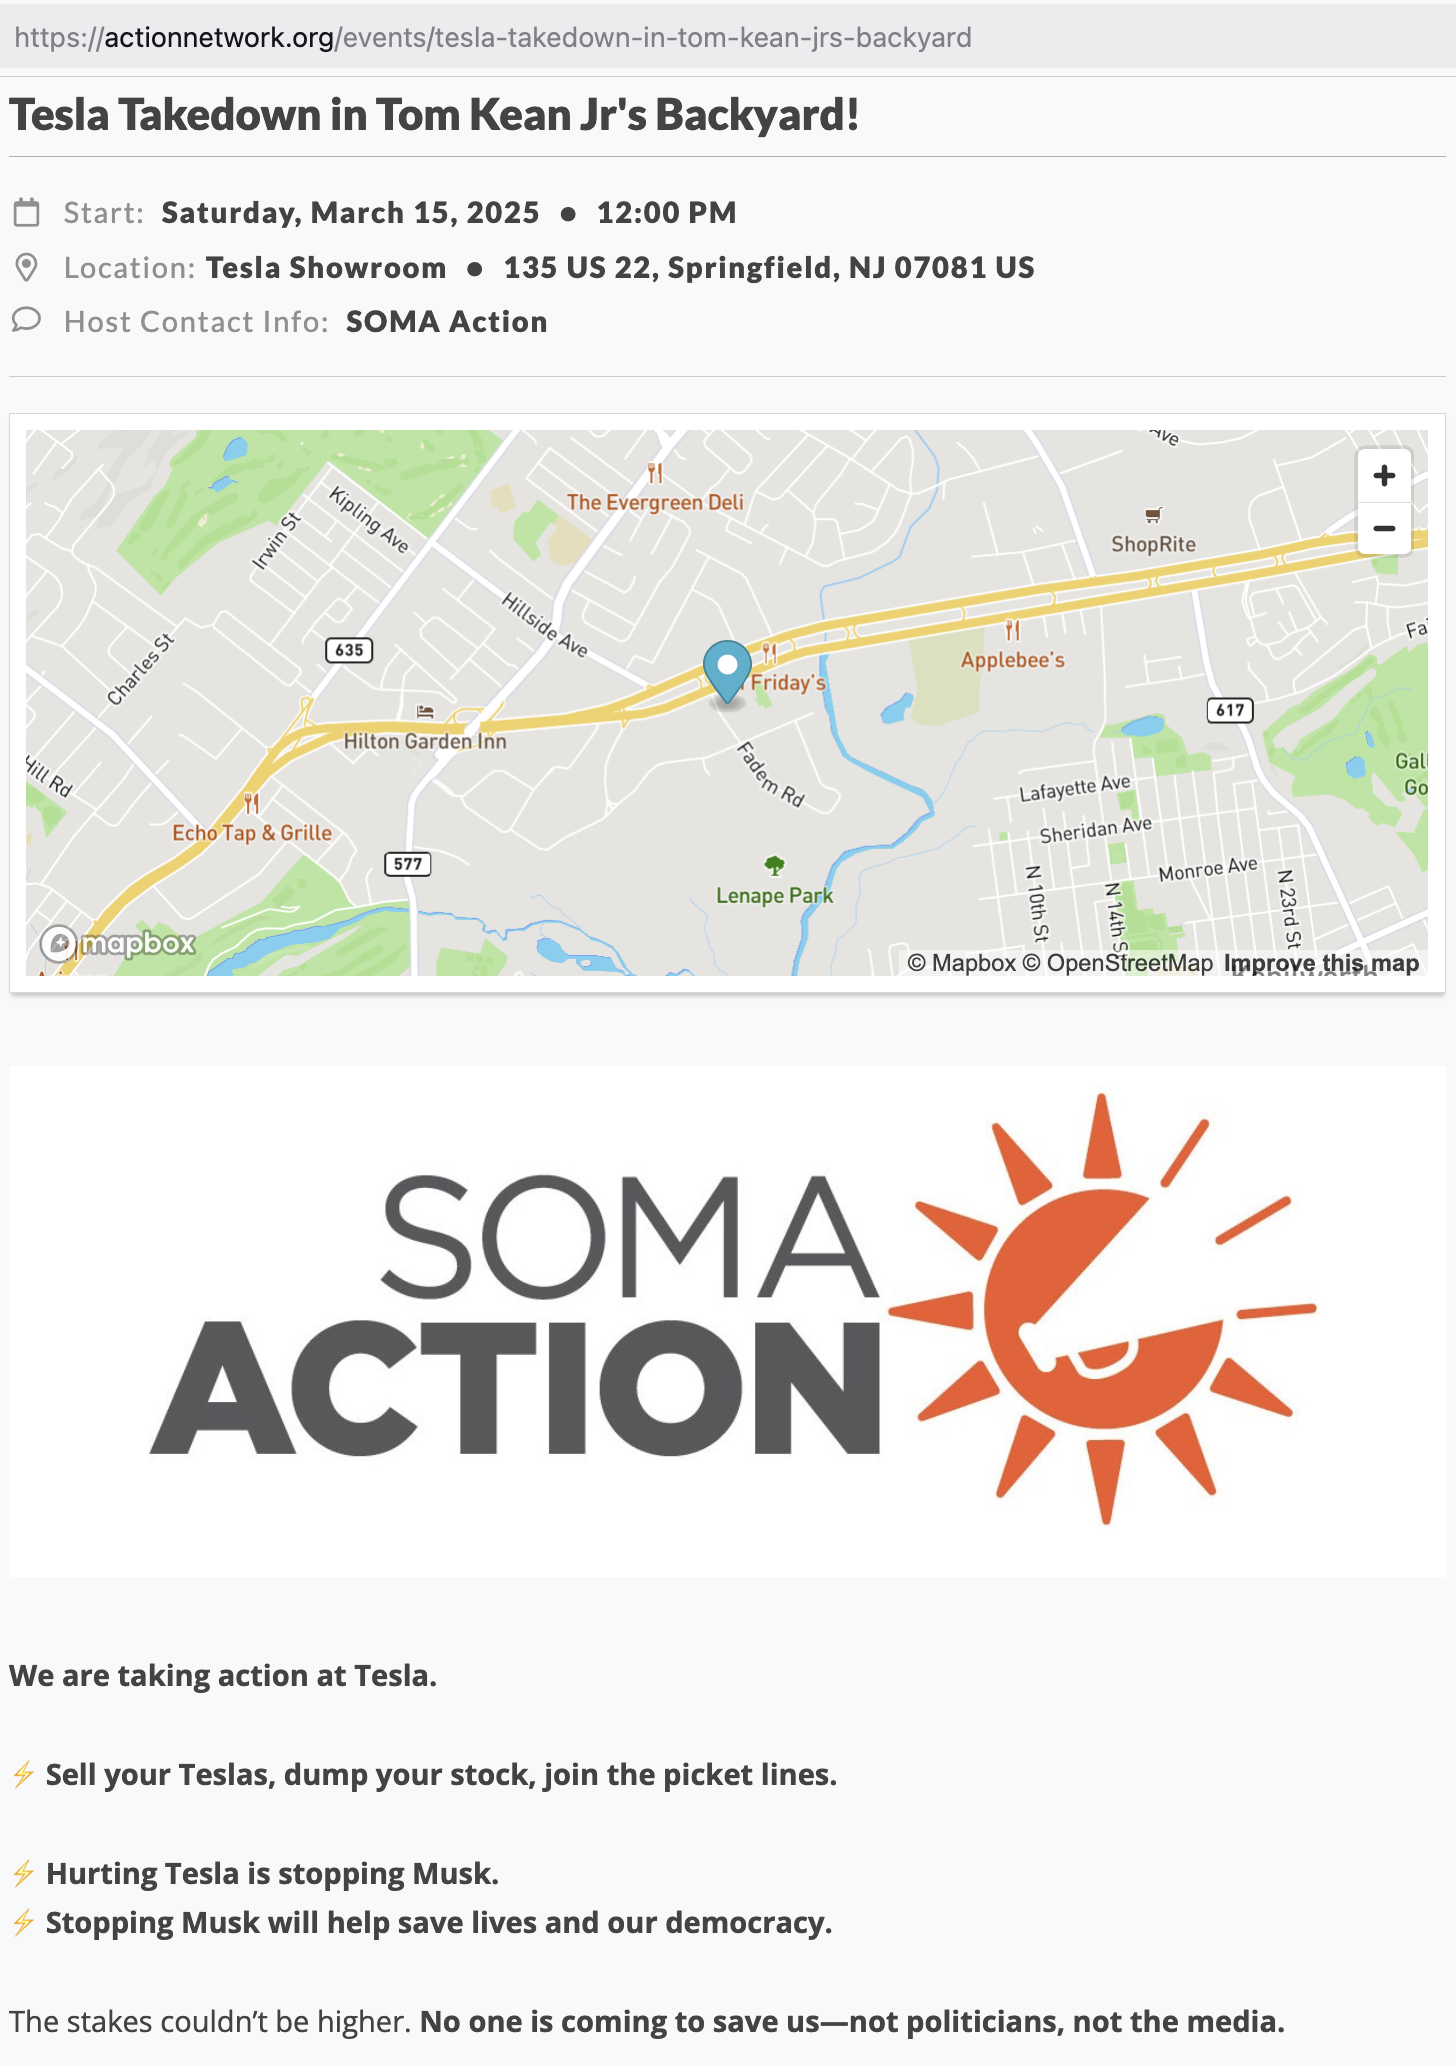 https://actionnetwork.org/events/tesla-takedown-in-tom-kean-jrs-backyard
Tesla Takedown in Tom Kean Jr's Backyard!
Start: Saturday, March 15, 2025 ● 12:00 PM
Location: Tesla Showroom ● 135 US 22, Springfield, NJ 07081 US
Host Contact Info: SOMA Action
Ave
+
−
The Evergreen Deli
Kipling Ave
Irwin St
ShopRite
Hillside Ave
Charles St
635
Fai
Applebee's
Friday's
617
Hilton Garden Inn
Fadem Rd
Hill Rd
Gal
Go
Lafayette Ave
Echo Tap & Grille
Sheridan Ave
577
Monroe Ave
Lenape Park
N 10th St
N 14th S
N 23rd St
mapbox
© Mapbox © OpenStreetMap Improve this map
Kenilworth
SOMA
ACTION
We are taking action at Tesla.
⚡ Sell your Teslas, dump your stock, join the picket lines.
⚡ Hurting Tesla is stopping Musk.
⚡ Stopping Musk will help save lives and our democracy.
The stakes couldn't be higher. No one is coming to save us—not politicians, not the media.